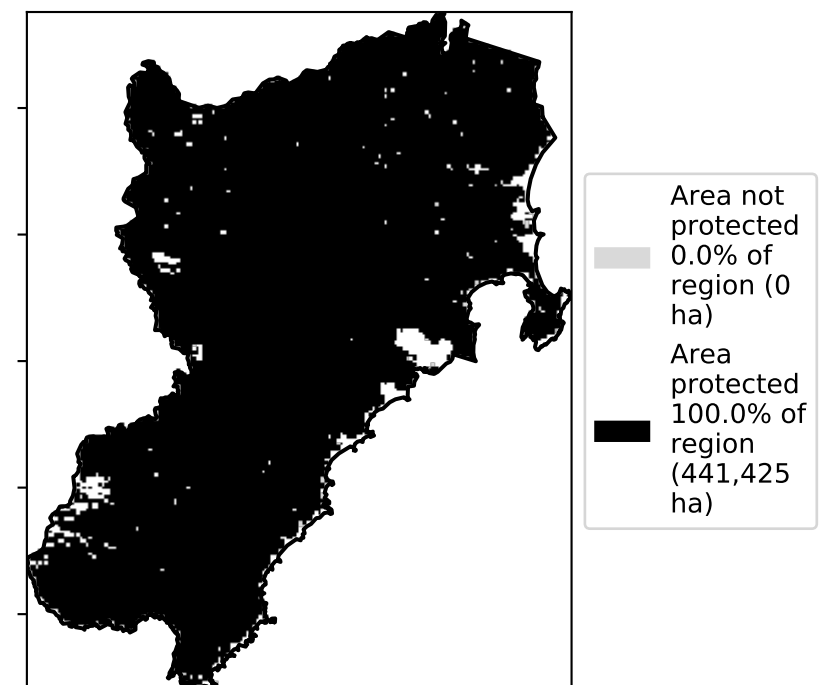 Area not
protected
0.0% of
region (0
ha)
Area
protected
100.0% of
region
(441,425
ha)